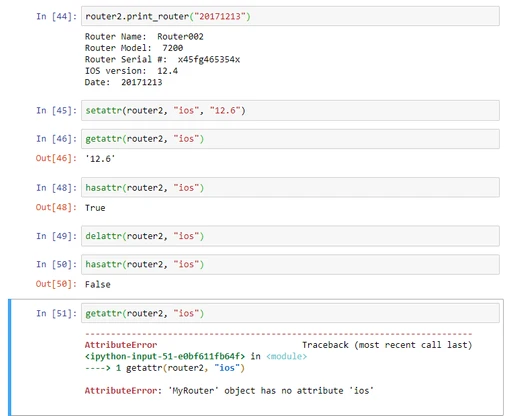 In [44]: router2.print_router("20171213")
Router Name:  Router002
Router Model:  7200
Router Serial #:  x45fg465354x
IOS version:  12.4
Date:  20171213
In [45]: setattr(router2, "ios", "12.6")
In [46]: getattr(router2, "ios")
Out[46]: '12.6'
In [48]: hasattr(router2, "ios")
Out[48]: True
In [49]: delattr(router2, "ios")
In [50]: hasattr(router2, "ios")
Out[50]: False
In [51]: getattr(router2, "ios")
---------------------------------------------------------------------------
AttributeError                            Traceback (most recent call last)
<ipython-input-51-e0bf611fb64f> in <module>
----> 1 getattr(router2, "ios")
AttributeError: 'MyRouter' object has no attribute 'ios'